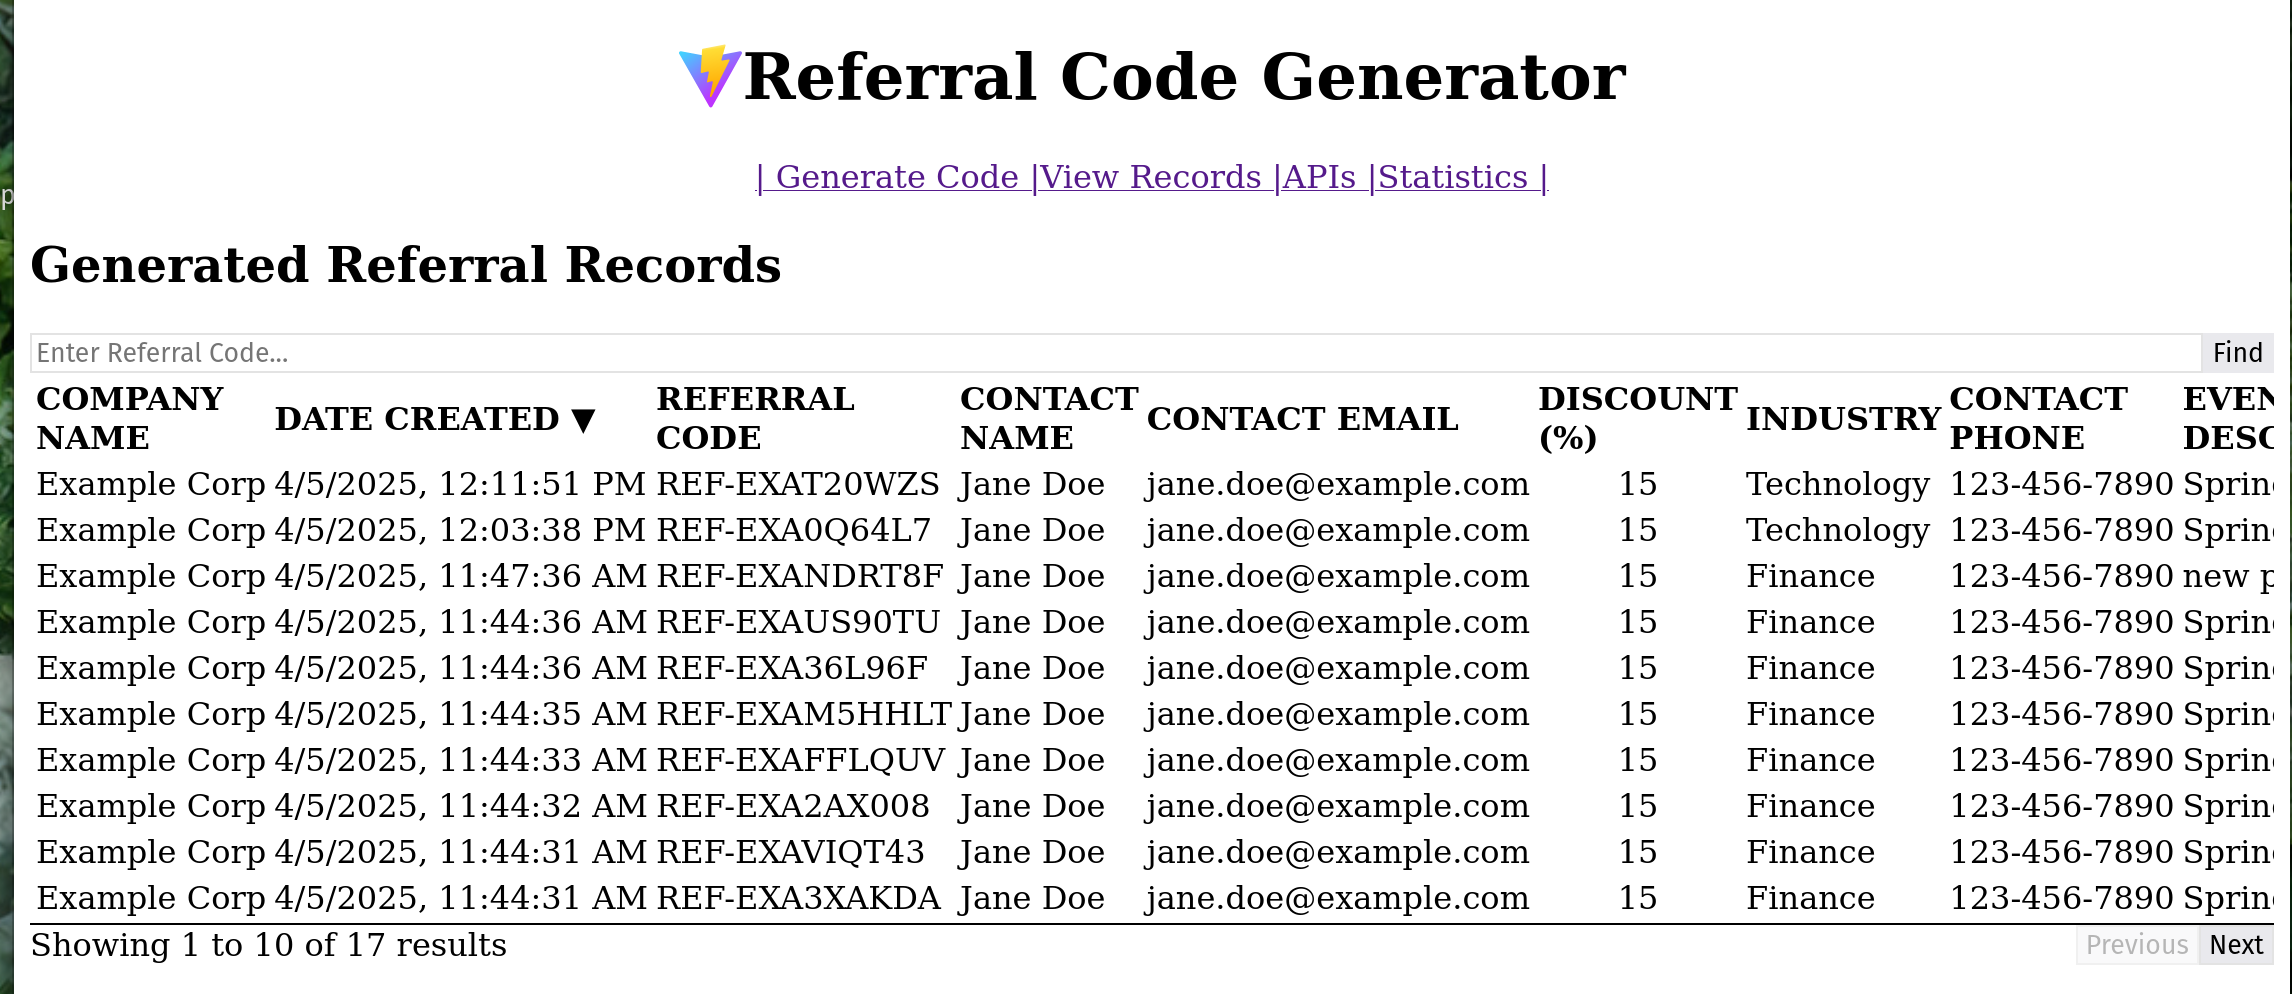 Referral Code Generator
| Generate Code |View Records |APIs |Statistics |
Generated Referral Records
Enter Referral Code... Find
COMPANY NAME DATE CREATED ▼ REFERRAL CODE CONTACT NAME CONTACT EMAIL DISCOUNT (%) INDUSTRY CONTACT PHONE EVEN DESC
Example Corp 4/5/2025, 12:11:51 PM REF-EXAT20WZS Jane Doe jane.doe@example.com 15 Technology 123-456-7890 Spring
Example Corp 4/5/2025, 12:03:38 PM REF-EXA0Q64L7 Jane Doe jane.doe@example.com 15 Technology 123-456-7890 Spring
Example Corp 4/5/2025, 11:47:36 AM REF-EXANDRT8F Jane Doe jane.doe@example.com 15 Finance 123-456-7890 new p
Example Corp 4/5/2025, 11:44:36 AM REF-EXAUS90TU Jane Doe jane.doe@example.com 15 Finance 123-456-7890 Spring
Example Corp 4/5/2025, 11:44:36 AM REF-EXA36L96F Jane Doe jane.doe@example.com 15 Finance 123-456-7890 Spring
Example Corp 4/5/2025, 11:44:35 AM REF-EXAM5HHLT Jane Doe jane.doe@example.com 15 Finance 123-456-7890 Spring
Example Corp 4/5/2025, 11:44:33 AM REF-EXAFFLQUV Jane Doe jane.doe@example.com 15 Finance 123-456-7890 Spring
Example Corp 4/5/2025, 11:44:32 AM REF-EXA2AX008 Jane Doe jane.doe@example.com 15 Finance 123-456-7890 Spring
Example Corp 4/5/2025, 11:44:31 AM REF-EXAVIQT43 Jane Doe jane.doe@example.com 15 Finance 123-456-7890 Spring
Example Corp 4/5/2025, 11:44:31 AM REF-EXA3XAKDA Jane Doe jane.doe@example.com 15 Finance 123-456-7890 Spring
Showing 1 to 10 of 17 results Previous Next